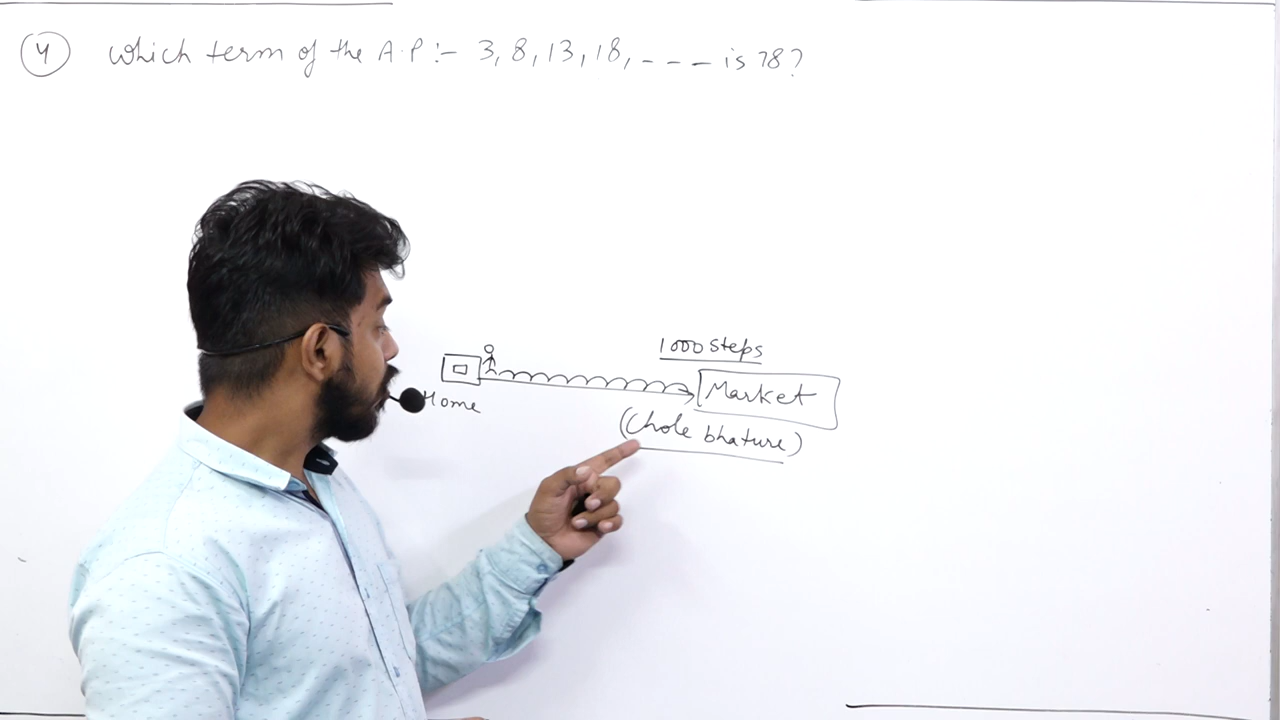 4 Which term of the A.P :- 3, 8, 13, 18, - - - is 78?
1000 steps
Market
Home
(Chole bhature)